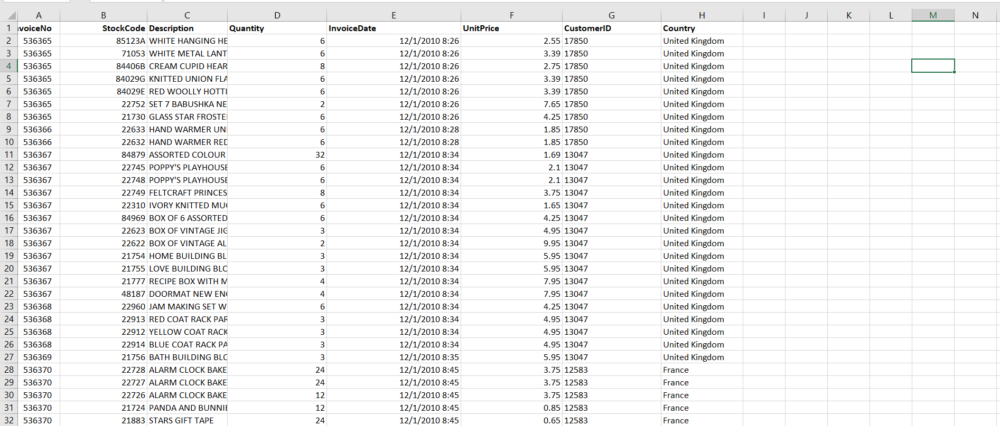 A B C D E F G H I J K L M N
1 voiceNo StockCode Description Quantity InvoiceDate UnitPrice CustomerID Country
2 536365 85123A WHITE HANGING HE 6 12/1/2010 8:26 2.55 17850 United Kingdom
3 536365 71053 WHITE METAL LANT 6 12/1/2010 8:26 3.39 17850 United Kingdom
4 536365 84406B CREAM CUPID HEAR 8 12/1/2010 8:26 2.75 17850 United Kingdom
5 536365 84029G KNITTED UNION FLA 6 12/1/2010 8:26 3.39 17850 United Kingdom
6 536365 84029E RED WOOLLY HOTTI 6 12/1/2010 8:26 3.39 17850 United Kingdom
7 536365 22752 SET 7 BABUSHKA NE 2 12/1/2010 8:26 7.65 17850 United Kingdom
8 536365 21730 GLASS STAR FROSTE 6 12/1/2010 8:26 4.25 17850 United Kingdom
9 536366 22633 HAND WARMER UNI 6 12/1/2010 8:28 1.85 17850 United Kingdom
10 536366 22632 HAND WARMER RED 6 12/1/2010 8:28 1.85 17850 United Kingdom
11 536367 84879 ASSORTED COLOUR 32 12/1/2010 8:34 1.69 13047 United Kingdom
12 536367 22745 POPPY'S PLAYHOUSE 6 12/1/2010 8:34 2.1 13047 United Kingdom
13 536367 22748 POPPY'S PLAYHOUSE 6 12/1/2010 8:34 2.1 13047 United Kingdom
14 536367 22749 FELTCRAFT PRINCES 8 12/1/2010 8:34 3.75 13047 United Kingdom
15 536367 22310 IVORY KNITTED MU 6 12/1/2010 8:34 1.65 13047 United Kingdom
16 536367 84969 BOX OF 6 ASSORTED 6 12/1/2010 8:34 4.25 13047 United Kingdom
17 536367 22623 BOX OF VINTAGE JIG 3 12/1/2010 8:34 4.95 13047 United Kingdom
18 536367 22622 BOX OF VINTAGE AL 2 12/1/2010 8:34 9.95 13047 United Kingdom
19 536367 21754 HOME BUILDING BL 3 12/1/2010 8:34 5.95 13047 United Kingdom
20 536367 21755 LOVE BUILDING BLO 3 12/1/2010 8:34 5.95 13047 United Kingdom
21 536367 21777 RECIPE BOX WITH M 4 12/1/2010 8:34 7.95 13047 United Kingdom
22 536367 48187 DOORMAT NEW EN 4 12/1/2010 8:34 7.95 13047 United Kingdom
23 536368 22960 JAM MAKING SET W 6 12/1/2010 8:34 4.25 13047 United Kingdom
24 536368 22913 RED COAT RACK PAR 3 12/1/2010 8:34 4.95 13047 United Kingdom
25 536368 22912 YELLOW COAT RACK 3 12/1/2010 8:34 4.95 13047 United Kingdom
26 536368 22914 BLUE COAT RACK PA 3 12/1/2010 8:34 4.95 13047 United Kingdom
27 536369 21756 BATH BUILDING BLO 3 12/1/2010 8:35 5.95 13047 United Kingdom
28 536370 22728 ALARM CLOCK BAKE 24 12/1/2010 8:45 3.75 12583 France
29 536370 22727 ALARM CLOCK BAKE 24 12/1/2010 8:45 3.75 12583 France
30 536370 22726 ALARM CLOCK BAKE 12 12/1/2010 8:45 3.75 12583 France
31 536370 21724 PANDA AND BUNNIE 12 12/1/2010 8:45 0.85 12583 France
32 536370 21883 STARS GIFT TAPE 24 12/1/2010 8:45 0.65 12583 France